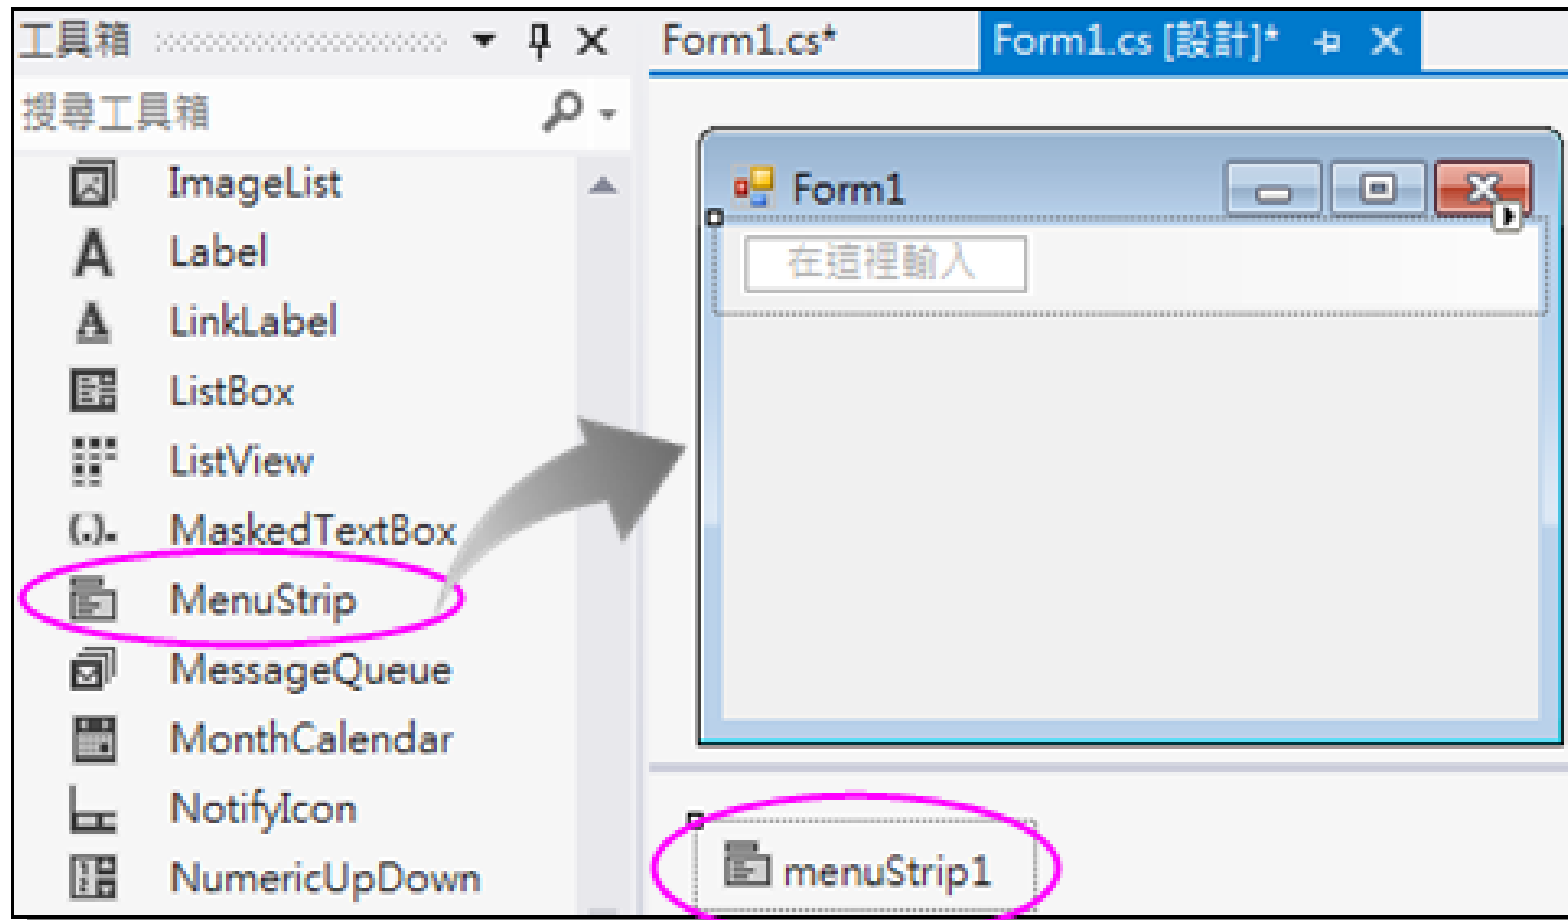 工具箱
搜尋工具箱
ImageList
Label
LinkLabel
ListBox
ListView
MaskedTextBox
MenuStrip
MessageQueue
MonthCalendar
NotifyIcon
NumericUpDown
Form1.cs*
Form1.cs [設計]*
Form1
在這裡輸入
menuStrip1